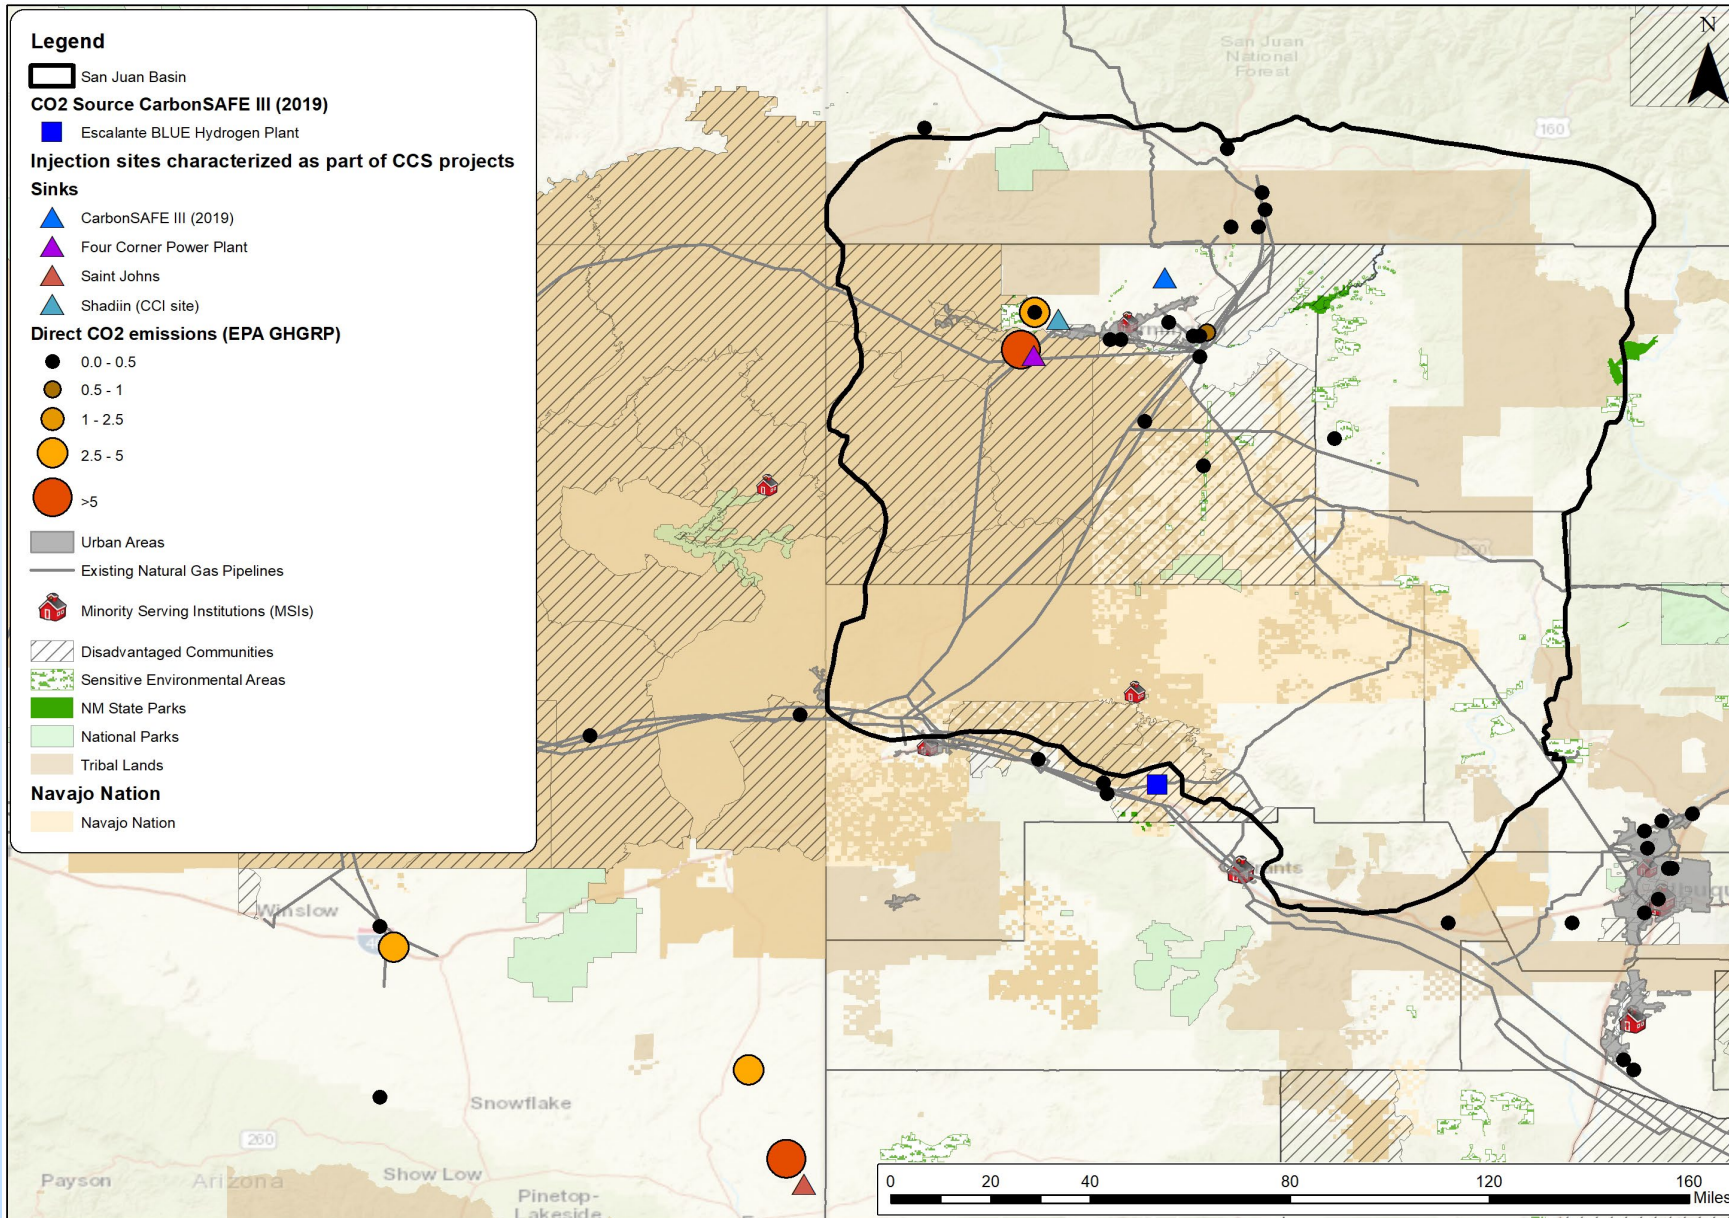 Legend
San Juan Basin
CO2 Source CarbonSAFE III (2019)
Escalante BLUE Hydrogen Plant
Injection sites characterized as part of CCS projects
Sinks
CarbonSAFE III (2019)
Four Corner Power Plant
Saint Johns
Shadiin (CCI site)
Direct CO2 emissions (EPA GHGRP)
0.0 - 0.5
0.5 - 1
1 - 2.5
2.5 - 5
>5
Urban Areas
Existing Natural Gas Pipelines
Minority Serving Institutions (MSIs)
Disadvantaged Communities
Sensitive Environmental Areas
NM State Parks
National Parks
Tribal Lands
Navajo Nation
Navajo Nation
San Juan
National
Forest
N
160
Winslow
Snowflake
260
Show Low
Payson
Arizona
Pinetop-
Lakeside
0 20 40 80 120 160
Miles